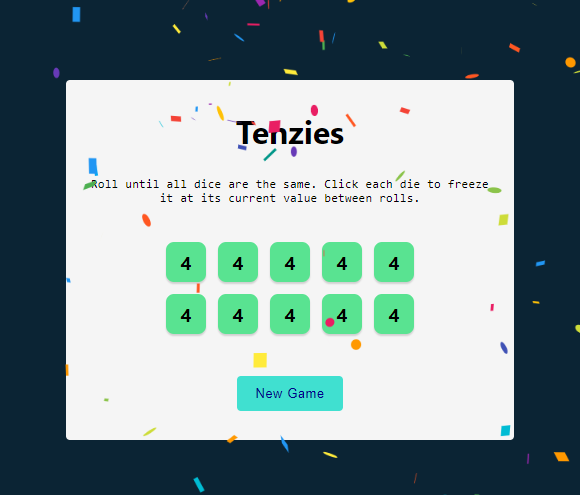 Tenzies
Roll until all dice are the same. Click each die to freeze
it at its current value between rolls.
4 4 4 4 4
4 4 4 4 4
New Game